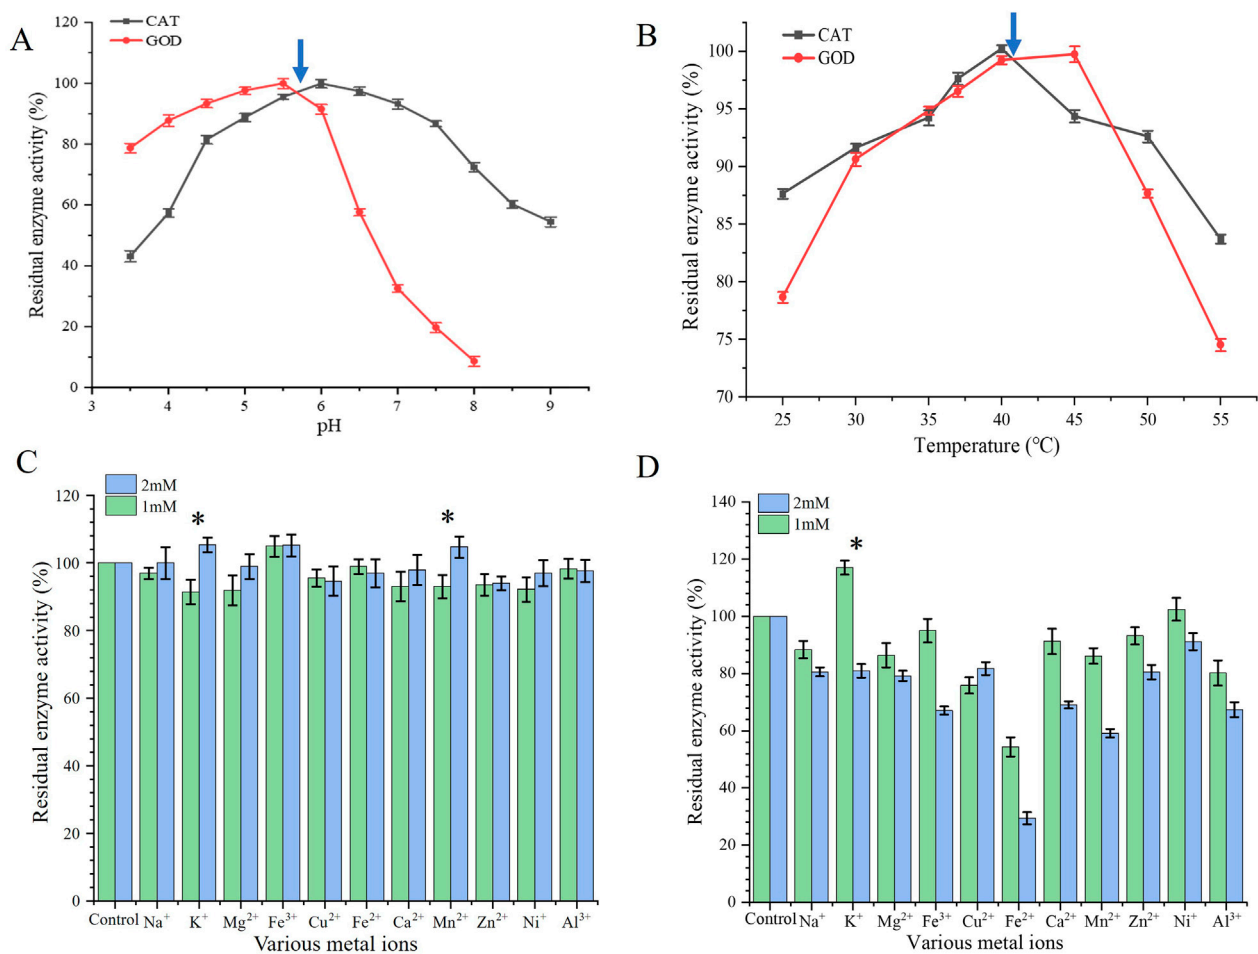 A
CAT
GOD
120
100
80
60
40
20
0
3
4
5
6
7
8
9
Residual enzyme activity (%)
pH
B
CAT
GOD
100
95
90
85
80
75
70
25
30
35
40
45
50
55
Residual enzyme activity (%)
Temperature (℃)
C
2mM
1mM
120
100
80
60
40
20
0
*
*
Residual enzyme activity (%)
Control Na⁺ K⁺ Mg²⁺ Fe³⁺ Cu²⁺ Fe²⁺ Ca²⁺ Mn²⁺ Zn²⁺ Ni⁺ Al³⁺
Various metal ions
D
2mM
1mM
140
120
100
80
60
40
20
0
*
Residual enzyme activity (%)
Control Na⁺ K⁺ Mg²⁺ Fe³⁺ Cu²⁺ Fe²⁺ Ca²⁺ Mn²⁺ Zn²⁺ Ni⁺ Al³⁺
Various metal ions